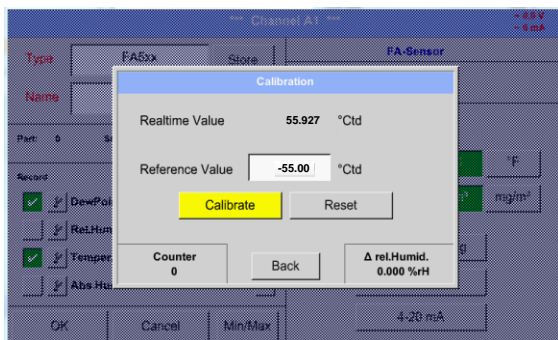 *** Channel A1 ***
~ 0.0 V
~ 0 mA
Type
FA5xx
Store
FA-Sensor
Name
Calibration
Realtime Value 55.927 °Ctd
Reference Value -55.00 °Ctd
Calibrate Reset
Counter
0
Back
Δ rel.Humid.
0.000 %rH
Part: 0
Record
DewPoi
Rel.Hum
Temper.
Abs.Hu
°F
mg/m³
4-20 mA
OK Cancel Min/Max